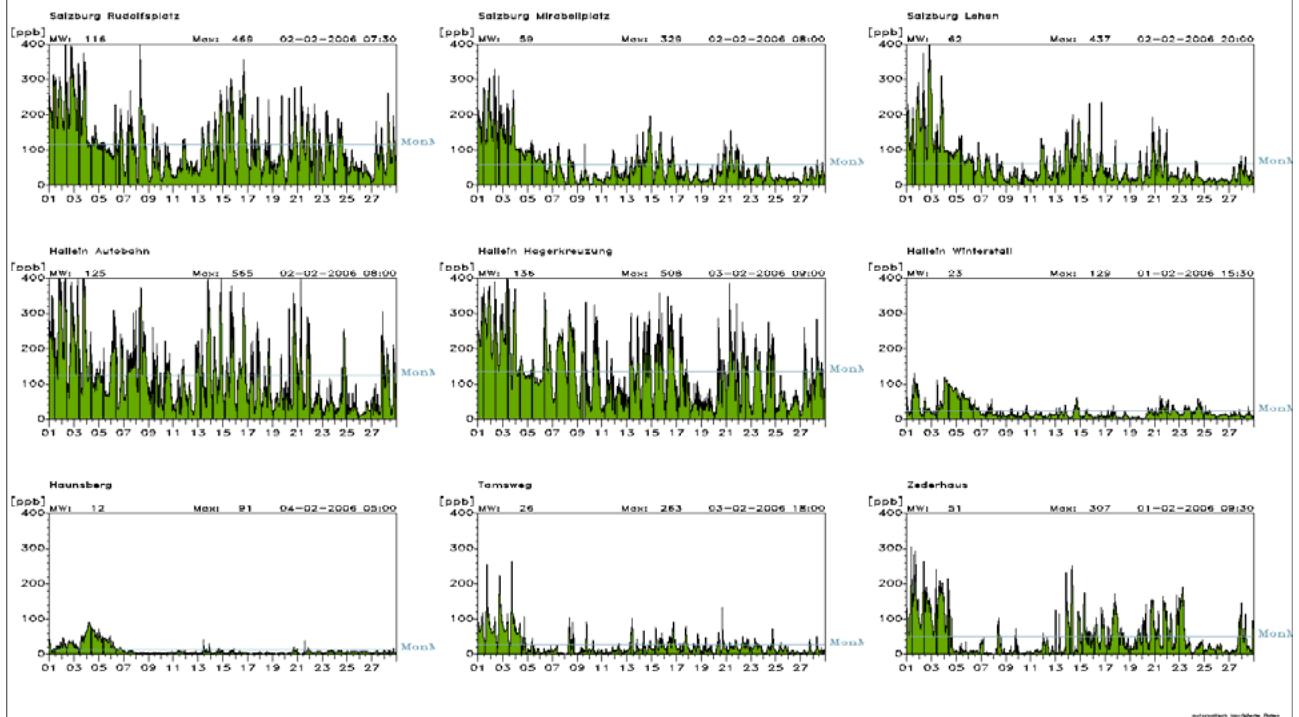 Salzburg Rudolfsplatz
[ppb] MW: 116 Max: 468 02-02-2006 07:30
400
300
200
100
0
MonM
01 03 05 07 09 11 13 15 17 19 21 23 25 27
Salzburg Mirabellplatz
[ppb] MW: 59 Max: 329 02-02-2006 08:00
400
300
200
100
0
MonM
01 03 05 07 09 11 13 15 17 19 21 23 25 27
Salzburg Lehen
[ppb] MW: 62 Max: 437 02-02-2006 20:00
400
300
200
100
0
MonM
01 03 05 07 09 11 13 15 17 19 21 23 25 27
Hallein Autobahn
[ppb] MW: 125 Max: 565 02-02-2006 08:00
400
300
200
100
0
MonM
01 03 05 07 09 11 13 15 17 19 21 23 25 27
Hallein Hagerkreuzung
[ppb] MW: 136 Max: 508 03-02-2006 09:00
400
300
200
100
0
MonM
01 03 05 07 09 11 13 15 17 19 21 23 25 27
Hallein Winterstall
[ppb] MW: 23 Max: 129 01-02-2006 15:30
400
300
200
100
0
MonM
01 03 05 07 09 11 13 15 17 19 21 23 25 27
Haunsberg
[ppb] MW: 12 Max: 91 04-02-2006 05:00
400
300
200
100
0
MonM
01 03 05 07 09 11 13 15 17 19 21 23 25 27
Tamsweg
[ppb] MW: 26 Max: 263 03-02-2006 18:00
400
300
200
100
0
MonM
01 03 05 07 09 11 13 15 17 19 21 23 25 27
Zederhaus
[ppb] MW: 51 Max: 307 01-02-2006 09:30
400
300
200
100
0
MonM
01 03 05 07 09 11 13 15 17 19 21 23 25 27